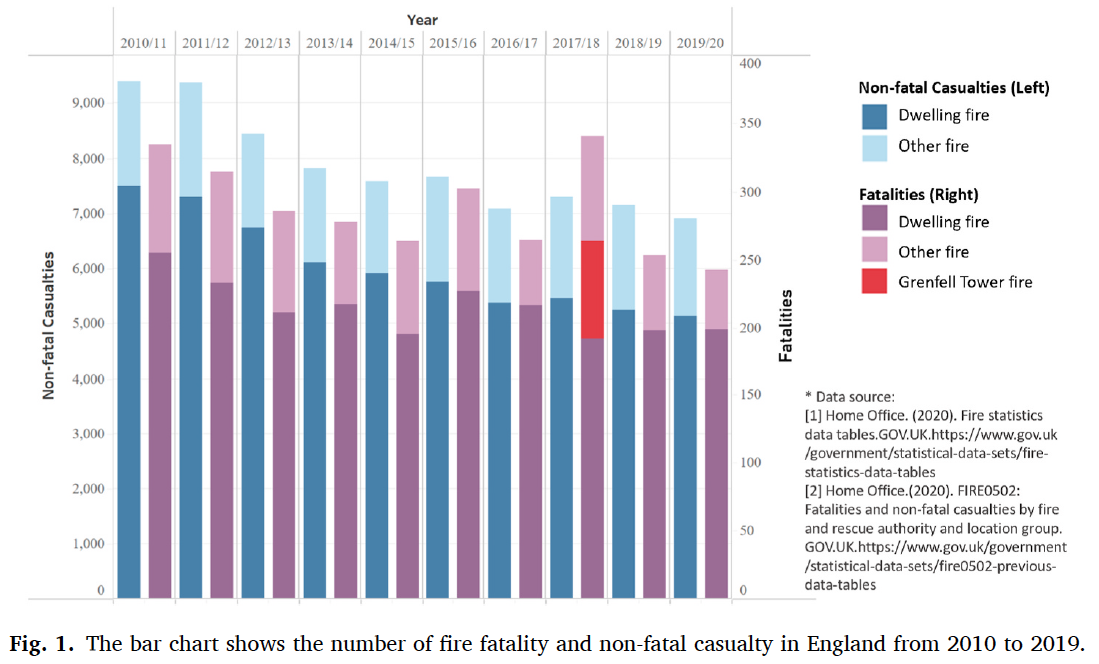 Year
2010/11 2011/12 2012/13 2013/14 2014/15 2015/16 2016/17 2017/18 2018/19 2019/20
Non-fatal Casualties
9,000
8,000
7,000
6,000
5,000
4,000
3,000
2,000
1,000
0
400
350
300
250
200
150
100
50
0
Fatalities
Non-fatal Casualties (Left)
Dwelling fire
Other fire
Fatalities (Right)
Dwelling fire
Other fire
Grenfell Tower fire
* Data source:
[1] Home Office. (2020). Fire statistics
data tables.GOV.UK.https://www.gov.uk
/government/statistical-data-sets/fire-
statistics-data-tables
[2] Home Office.(2020). FIRE0502:
Fatalities and non-fatal casualties by fire
and rescue authority and location group.
GOV.UK.https://www.gov.uk/government
/statistical-data-sets/fire0502-previous-
data-tables
Fig. 1. The bar chart shows the number of fire fatality and non-fatal casualty in England from 2010 to 2019.